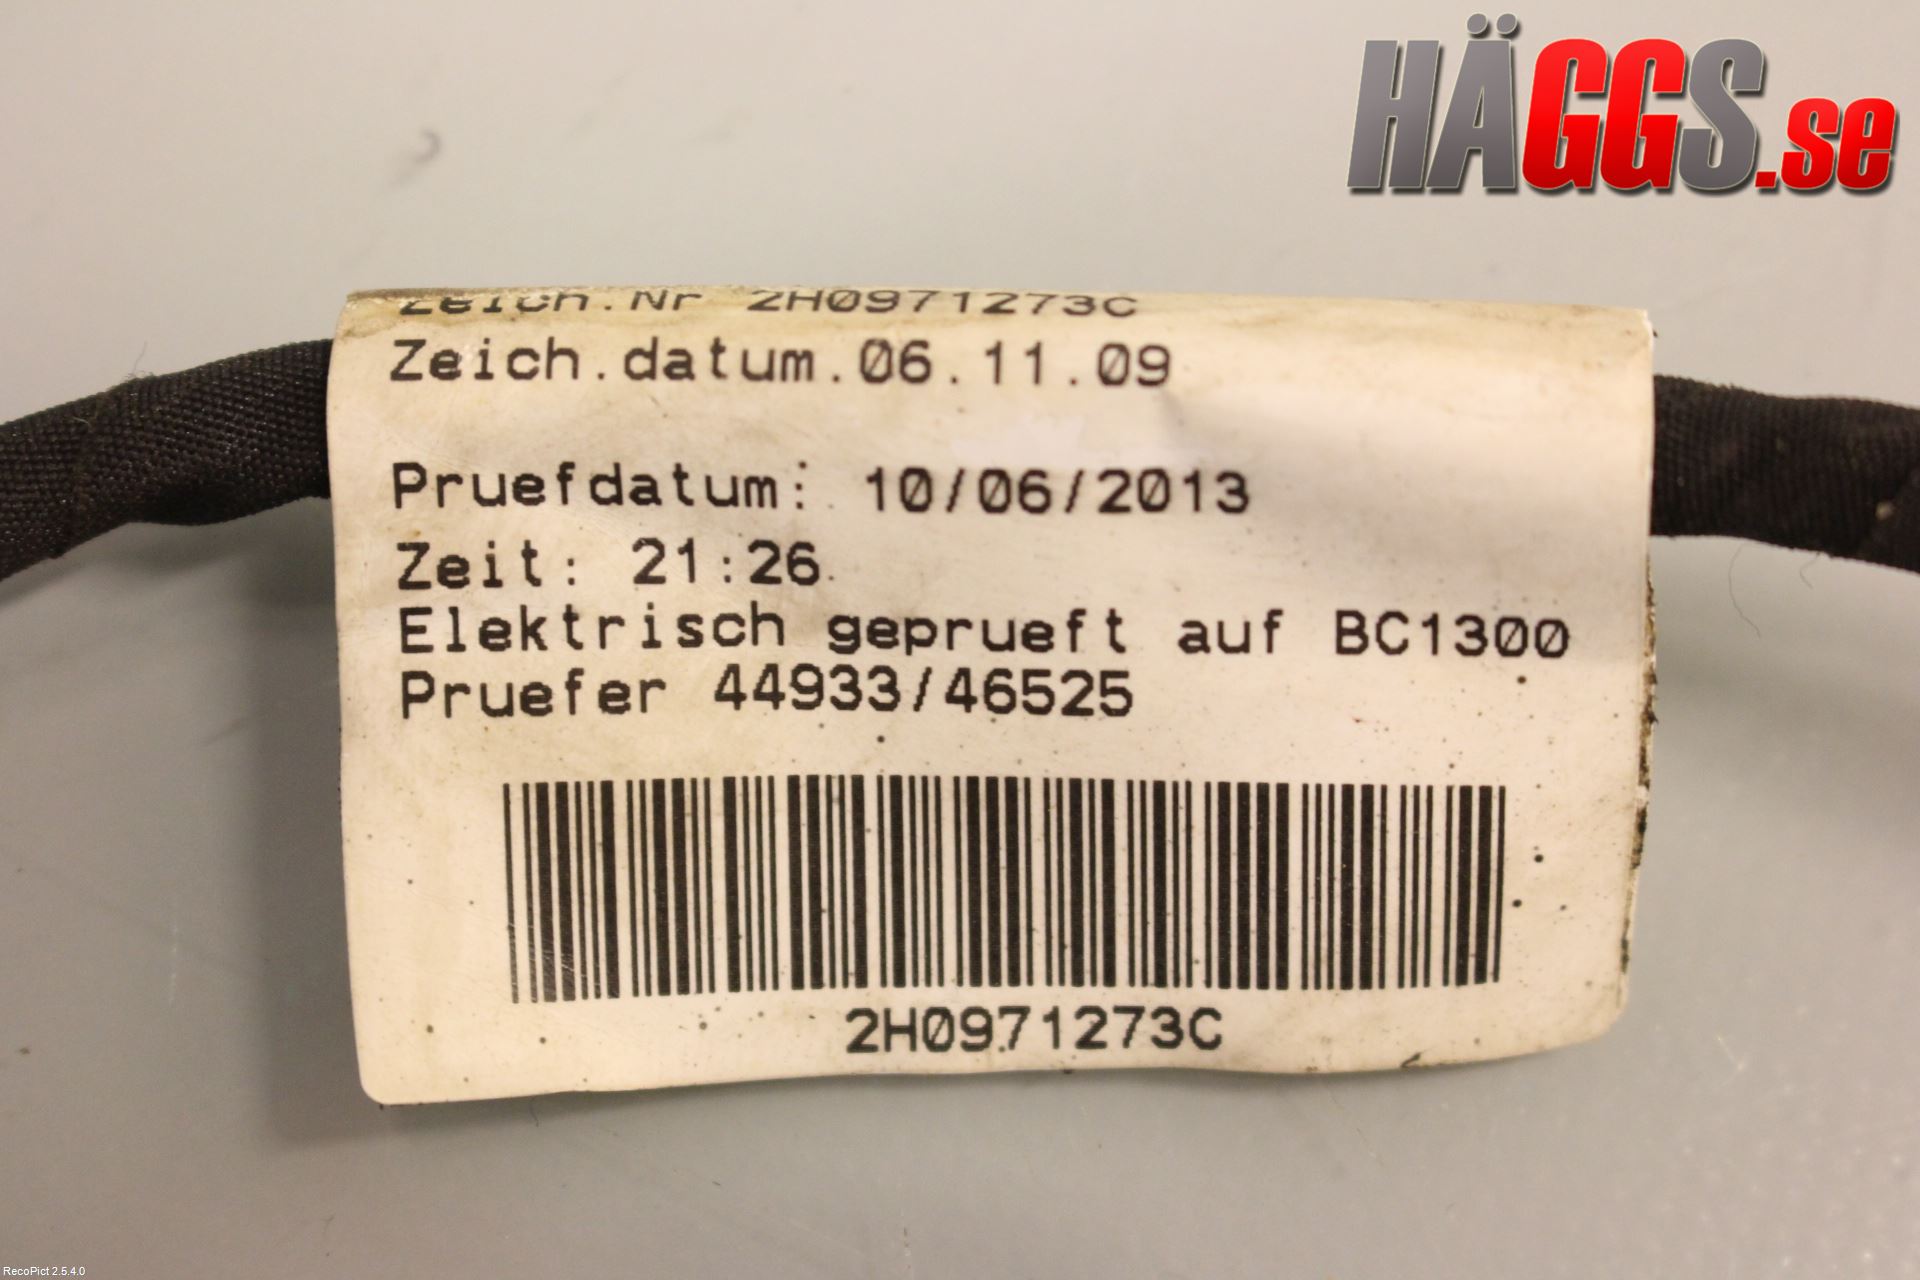 HÄGGS.se
Zeich.Nr 2H0971273C
Zeich.datum.06.11.09
Pruefdatum: 10/06/2013
Zeit: 21:26
Elektrisch geprueft auf BC1300
Pruefer 44933/46525
2H0971273C
RecoPict 2.5.4.0